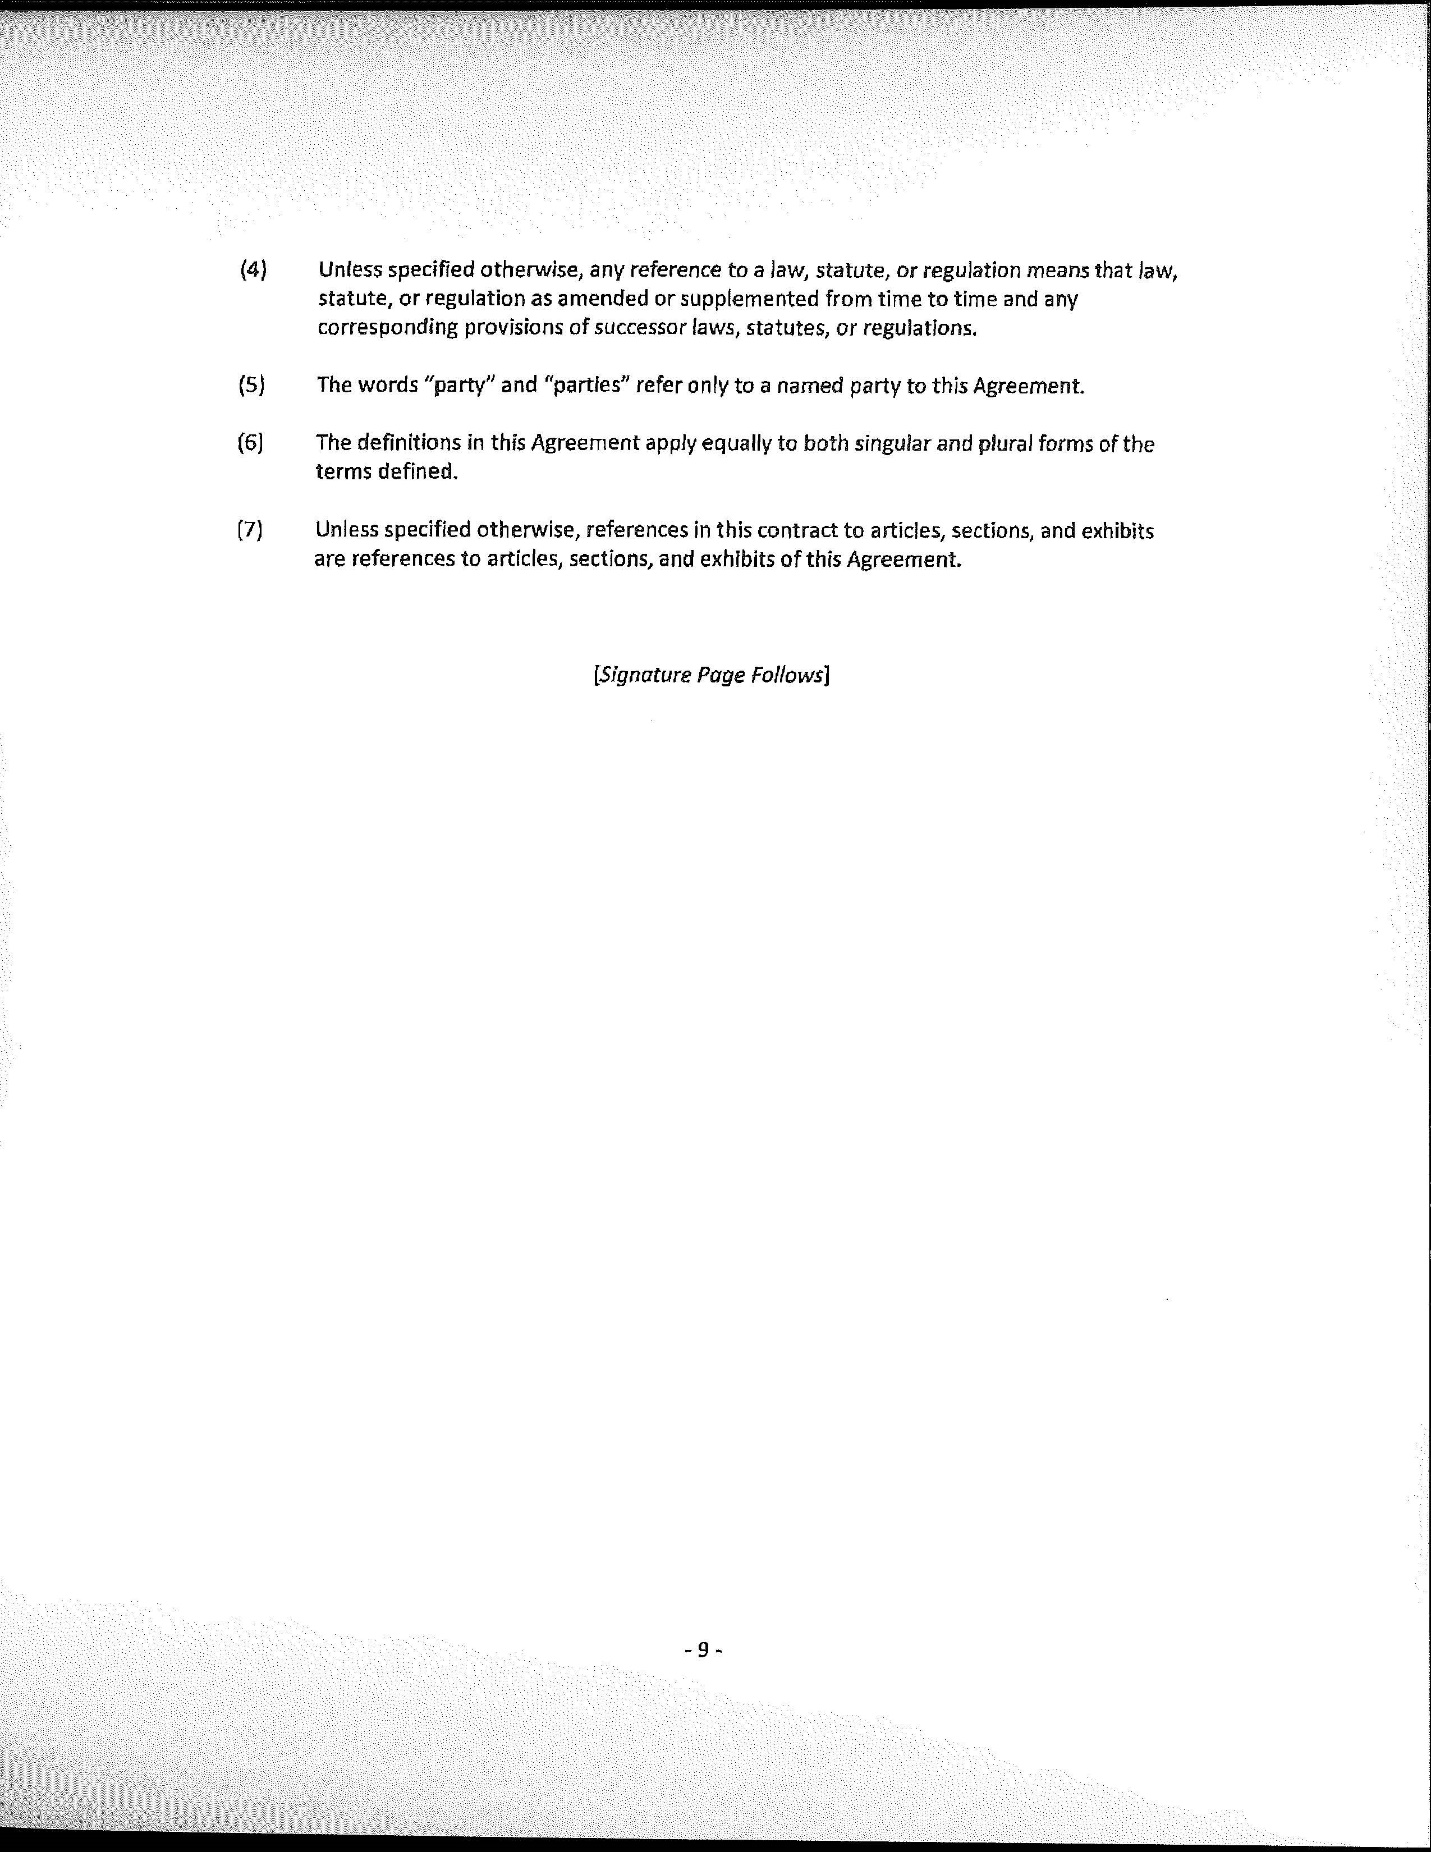 (4) Unless specified otherwise, any reference to a law, statute, or regulation means that law,
statute, or regulation as amended or supplemented from time to time and any
corresponding provisions of successor laws, statutes, or regulations.
(5) The words “party” and “parties” refer only to a named party to this Agreement.
(6) The definitions in this Agreement apply equally to both singular and plural forms of the
terms defined.
(7) Unless specified otherwise, references in this contract to articles, sections, and exhibits
are references to articles, sections, and exhibits of this Agreement.
[Signature Page Follows]
- 9 -